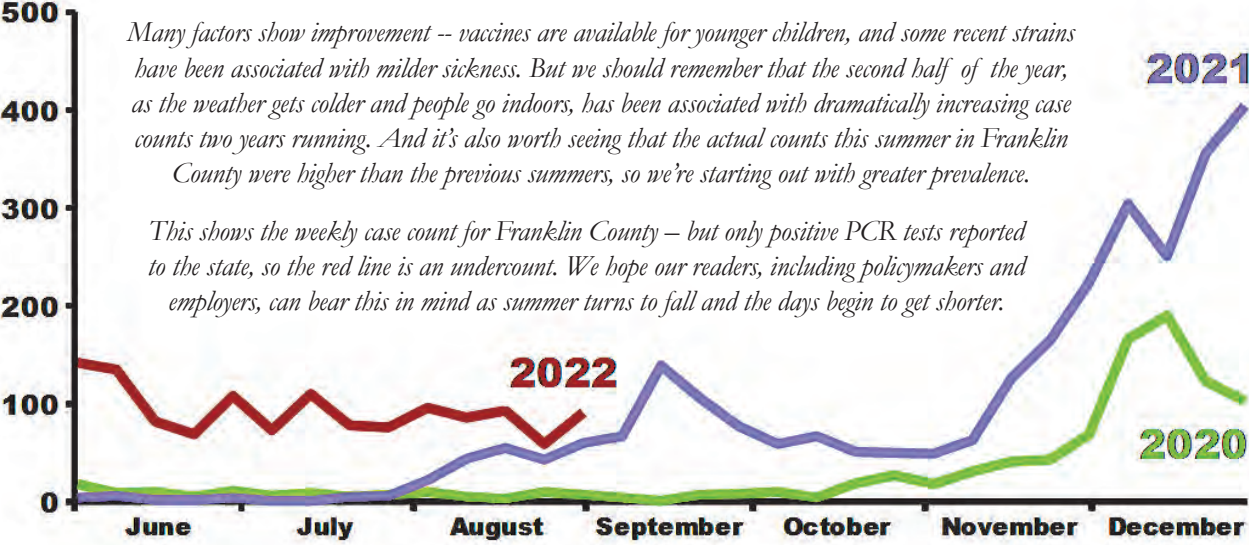 500
Many factors show improvement -- vaccines are available for younger children, and some recent strains
have been associated with milder sickness. But we should remember that the second half of the year,
2021
as the weather gets colder and people go indoors, has been associated with dramatically increasing case
400
counts two years running. And it's also worth seeing that the actual counts this summer in Franklin
County were higher than the previous summers, so we're starting out with greater prevalence.
300
This shows the weekly case count for Franklin County – but only positive PCR tests reported
to the state, so the red line is an undercount. We hope our readers, including policymakers and
employers, can bear this in mind as summer turns to fall and the days begin to get shorter.
200
2022
100
2020
0
June July August September October November December